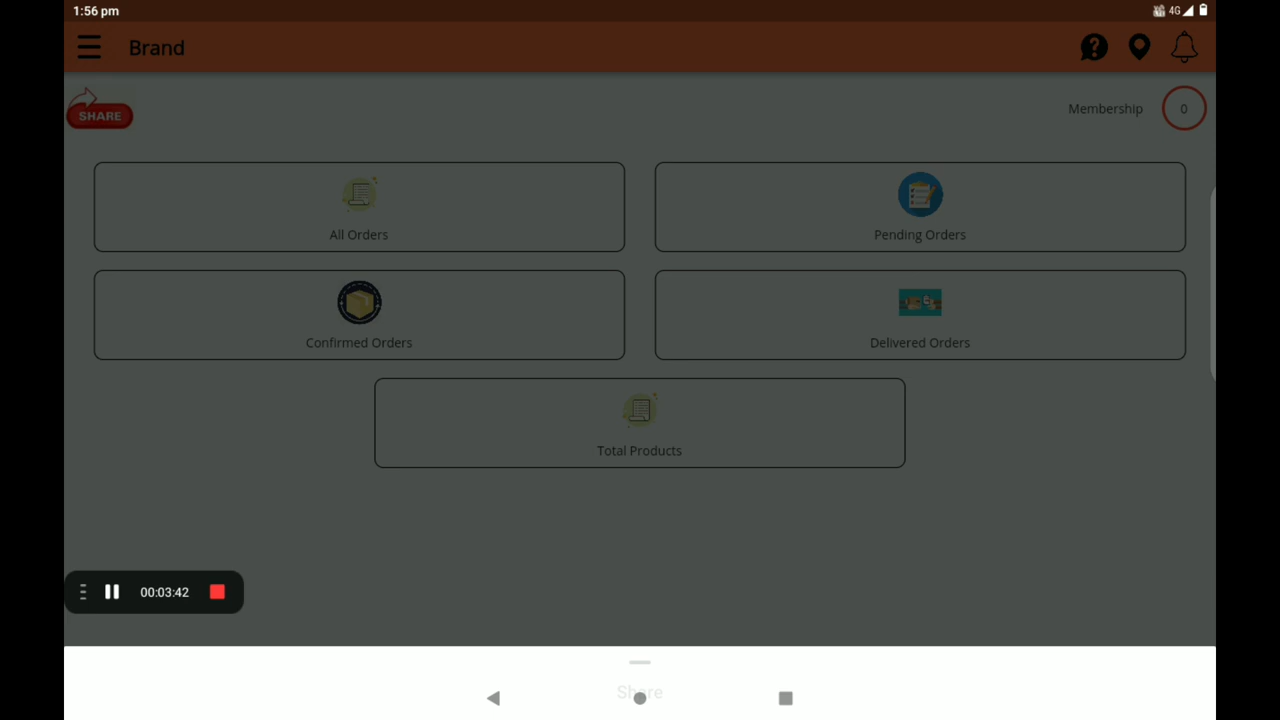 1:56 pm
4G
Brand
SHARE
Membership
0
All Orders
Pending Orders
Confirmed Orders
Delivered Orders
Total Products
00:03:42
Share